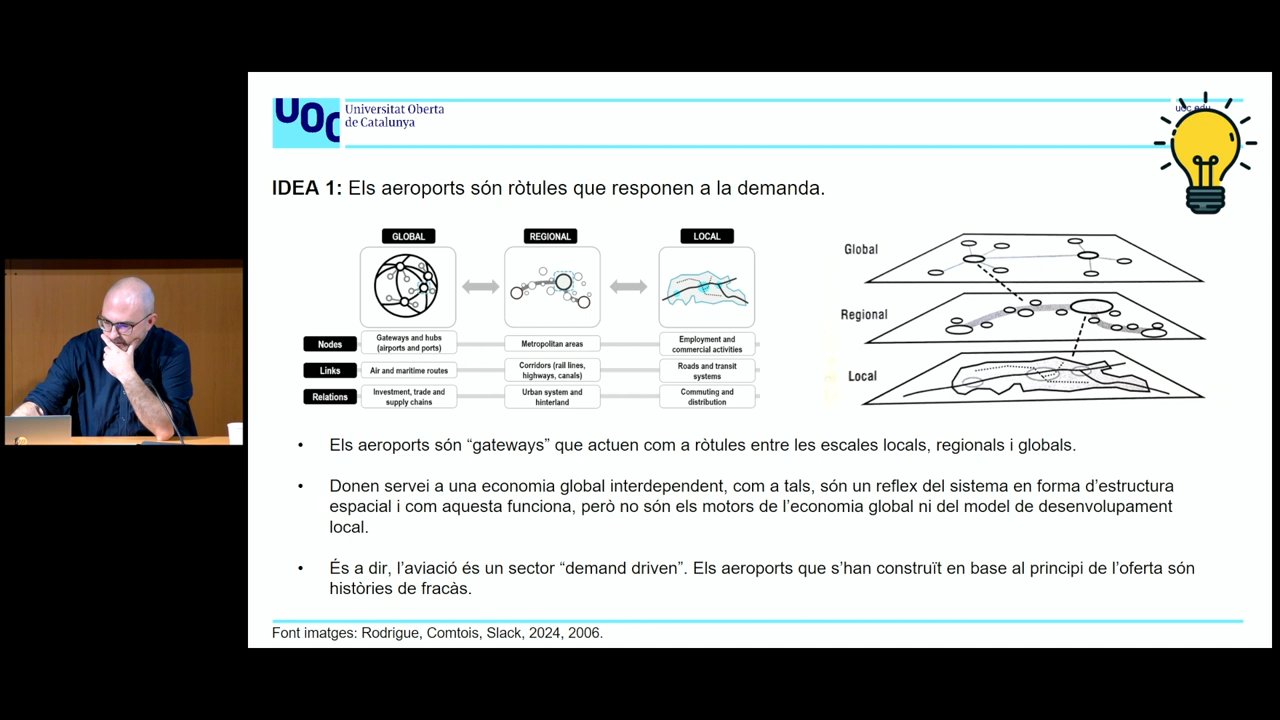 UOC
Universitat Oberta
de Catalunya
uoc.edu
IDEA 1: Els aeroports són ròtules que responen a la demanda.
GLOBAL
REGIONAL
LOCAL
Nodes
Gateways and hubs
(airports and ports)
Metropolitan areas
Employment and
commercial activities
Links
Air and maritime routes
Corridors (rail lines,
highways, canals)
Roads and transit
systems
Relations
Investment, trade and
supply chains
Urban system and
hinterland
Commuting and
distribution
Global
Regional
Local
• Els aeroports són “gateways” que actuen com a ròtules entre les escales locals, regionals i globals.
• Donen servei a una economia global interdependent, com a tals, són un reflex del sistema en forma d’estructura
espacial i com aquesta funciona, però no són els motors de l’economia global ni del model de desenvolupament
local.
• És a dir, l’aviació és un sector “demand driven”. Els aeroports que s’han construït en base al principi de l’oferta són
històries de fracàs.
Font imatges: Rodrigue, Comtois, Slack, 2024, 2006.